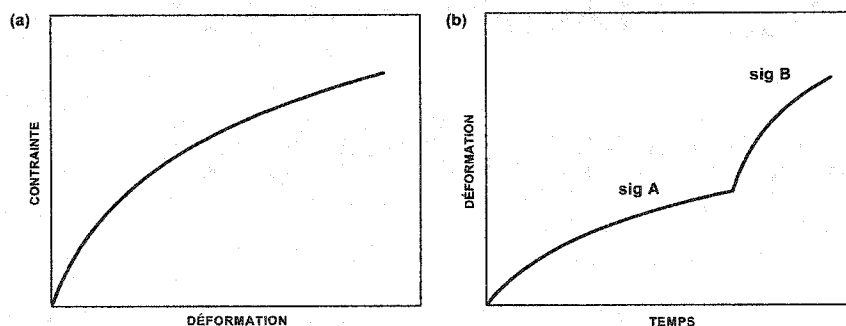 (a)
CONTRAINTE
DÉFORMATION
(b)
DÉFORMATION
sig A
sig B
TEMPS